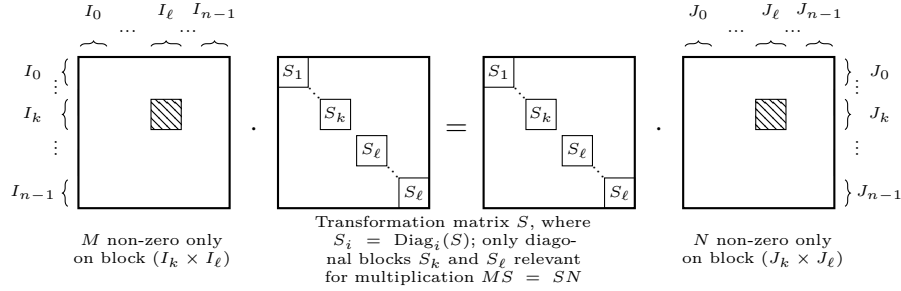 I_0 I_ℓ I_{n−1} J_0 J_ℓ J_{n−1}
... ... ... ...
I_0 S_1 S_1 J_0
⋮ ⋮
I_k S_k S_k J_k
· = ·
⋮ S_ℓ S_ℓ ⋮
I_{n−1} S_ℓ S_ℓ J_{n−1}
M non-zero only
on block (I_k × I_ℓ)
Transformation matrix S, where
S_i = Diag_i(S); only diago-
nal blocks S_k and S_ℓ relevant
for multiplication MS = SN
N non-zero only
on block (J_k × J_ℓ)